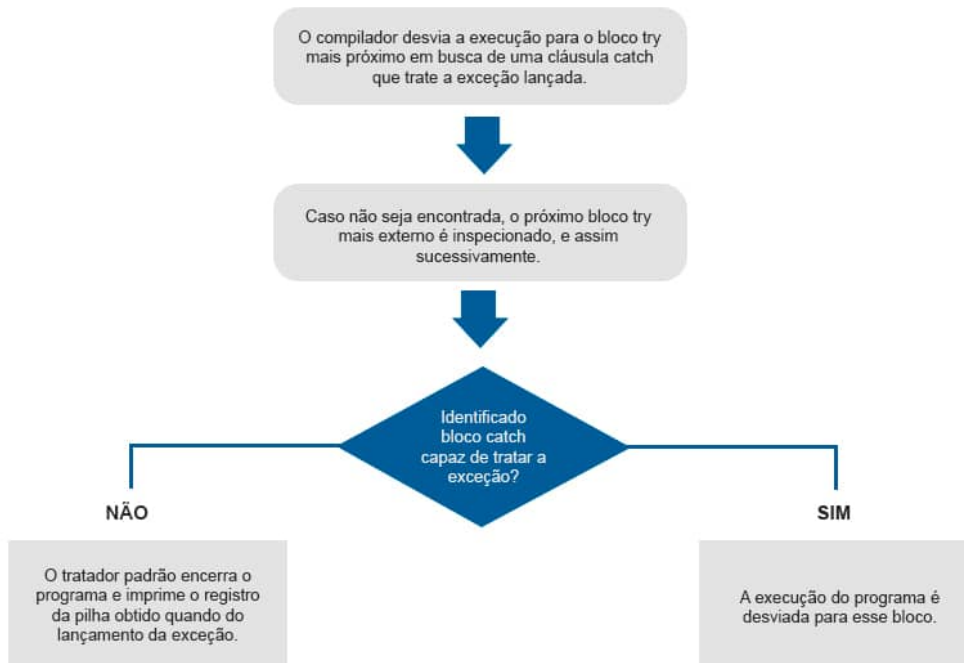 O compilador desvia a execução para o bloco try
mais próximo em busca de uma cláusula catch
que trate a exceção lançada.
Caso não seja encontrada, o próximo bloco try
mais externo é inspecionado, e assim
sucessivamente.
Identificado
bloco catch
capaz de tratar a
exceção?
NÃO
SIM
O tratador padrão encerra o
programa e imprime o registro
da pilha obtido quando do
lançamento da exceção.
A execução do programa é
desviada para esse bloco.